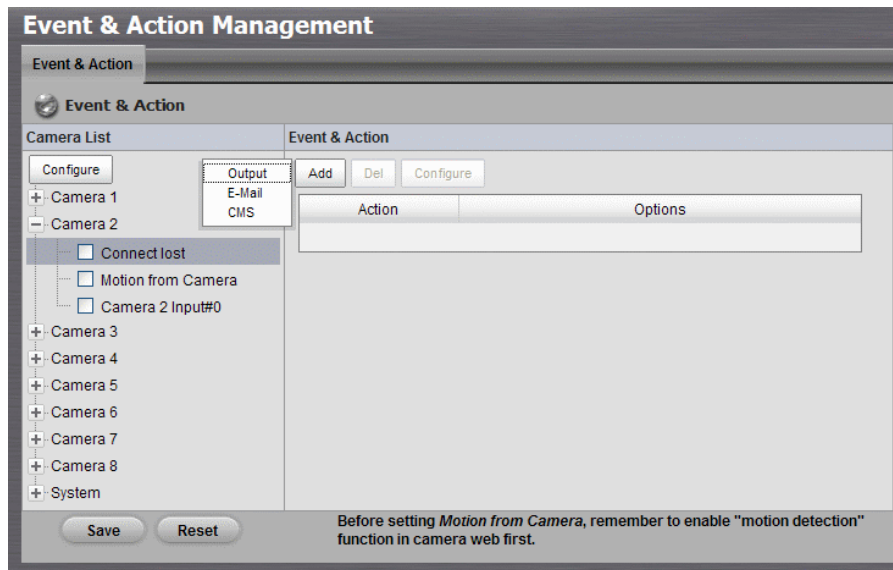 Event & Action Management
Event & Action
Event & Action
Camera List
Event & Action
Configure
Output
E-Mail
CMS
Add
Del
Configure
Action
Options
Camera 1
Camera 2
Connect lost
Motion from Camera
Camera 2 Input#0
Camera 3
Camera 4
Camera 5
Camera 6
Camera 7
Camera 8
System
Save
Reset
Before setting Motion from Camera, remember to enable "motion detection"
function in camera web first.